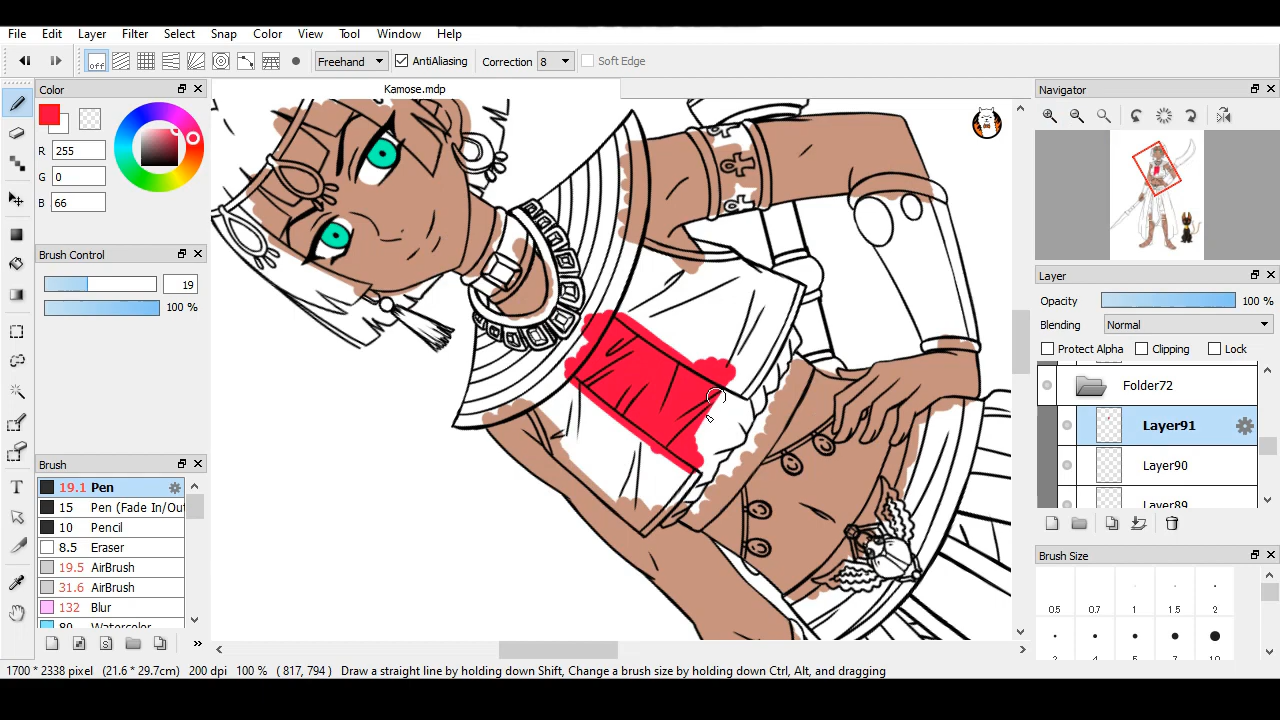 File Edit Layer Filter Select Snap Color View Tool Window Help
off Freehand AntiAliasing Correction 8 Soft Edge
Color
Kamose.mdp
Navigator
R 255
G 0
B 66
Brush Control
19
100 %
Layer
Opacity 100 %
Blending Normal
Protect Alpha Clipping Lock
Folder72
Layer91
Layer90
Layer89
Brush
19.1 Pen
15 Pen (Fade In/Out
10 Pencil
8.5 Eraser
19.5 AirBrush
31.6 AirBrush
132 Blur
80 Watercolor
Brush Size
0.5 0.7 1 1.5 2
10
1700 * 2338 pixel (21.6 * 29.7cm) 200 dpi 100 % ( 817, 794 ) Draw a straight line by holding down Shift, Change a brush size by holding down Ctrl, Alt, and dragging